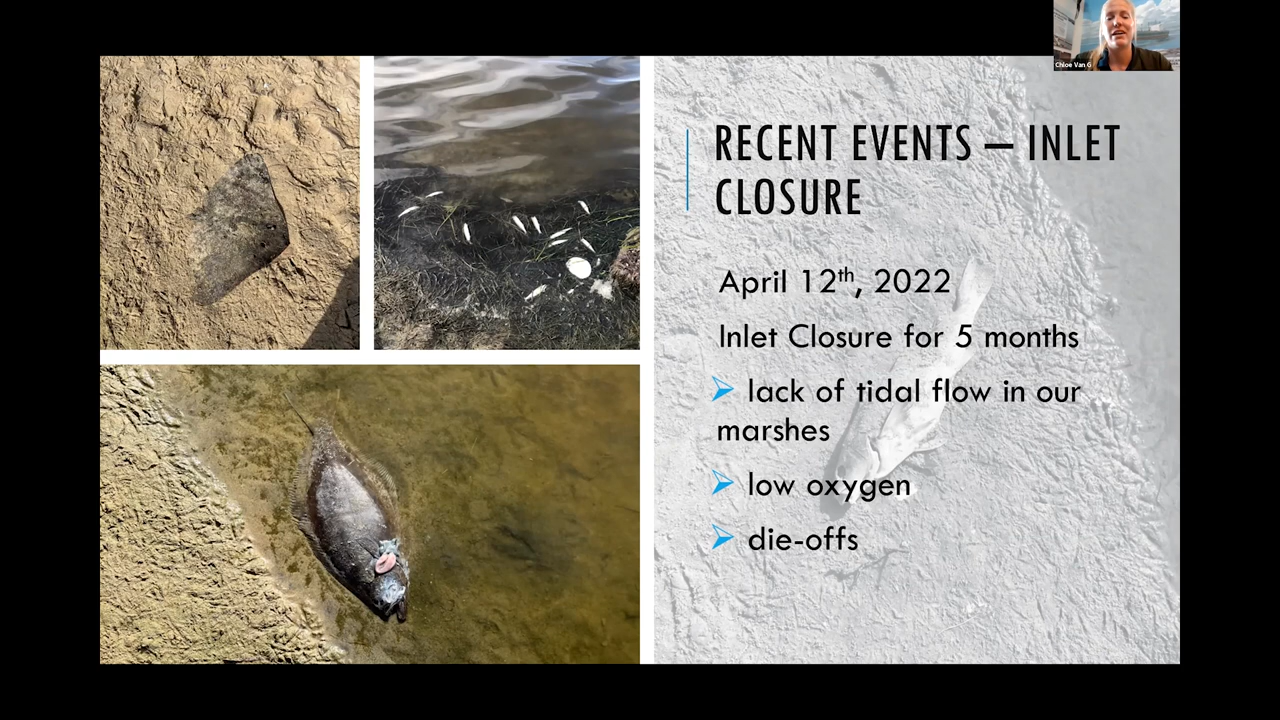 Chloe Van G
RECENT EVENTS – INLET
CLOSURE
April 12th, 2022
Inlet Closure for 5 months
➢ lack of tidal flow in our
marshes
➢ low oxygen
➢ die-offs